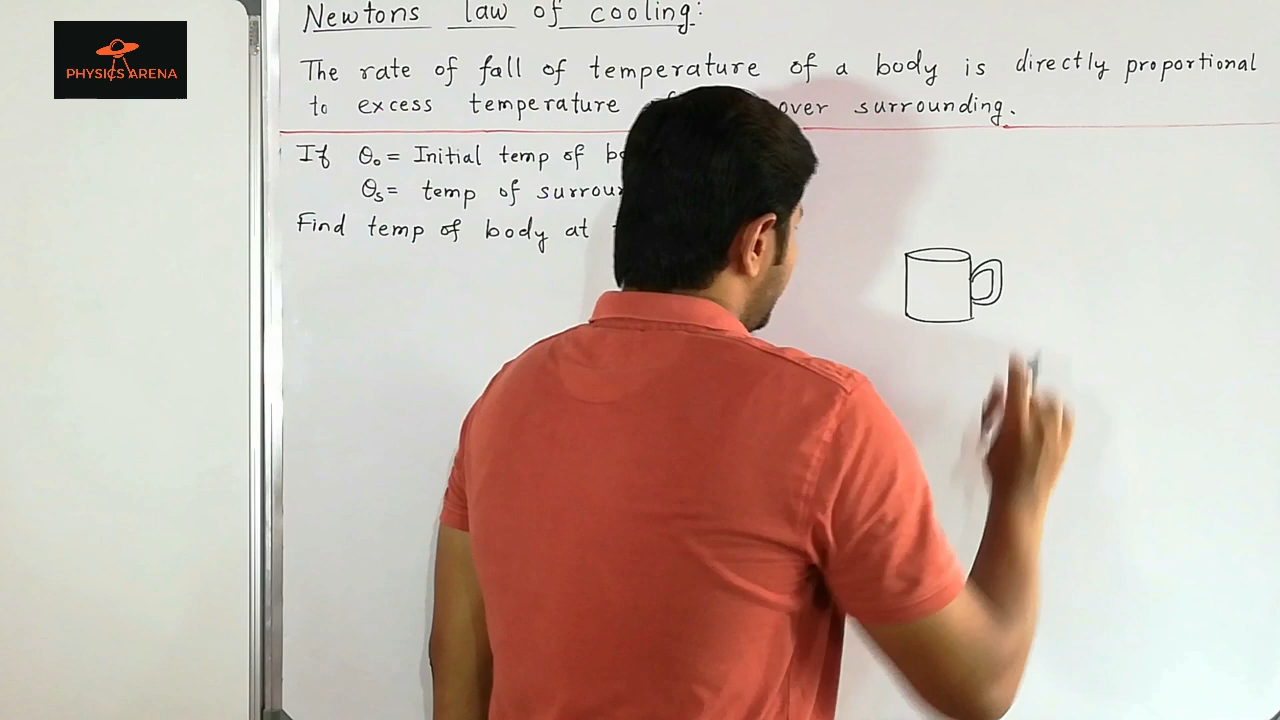 PHYSICS ARENA
Newtons law of cooling:
The rate of fall of temperature of a body is directly proportional
to excess temperature over surrounding.
If θ₀ = Initial temp of
θₛ = temp of
Find temp of body at